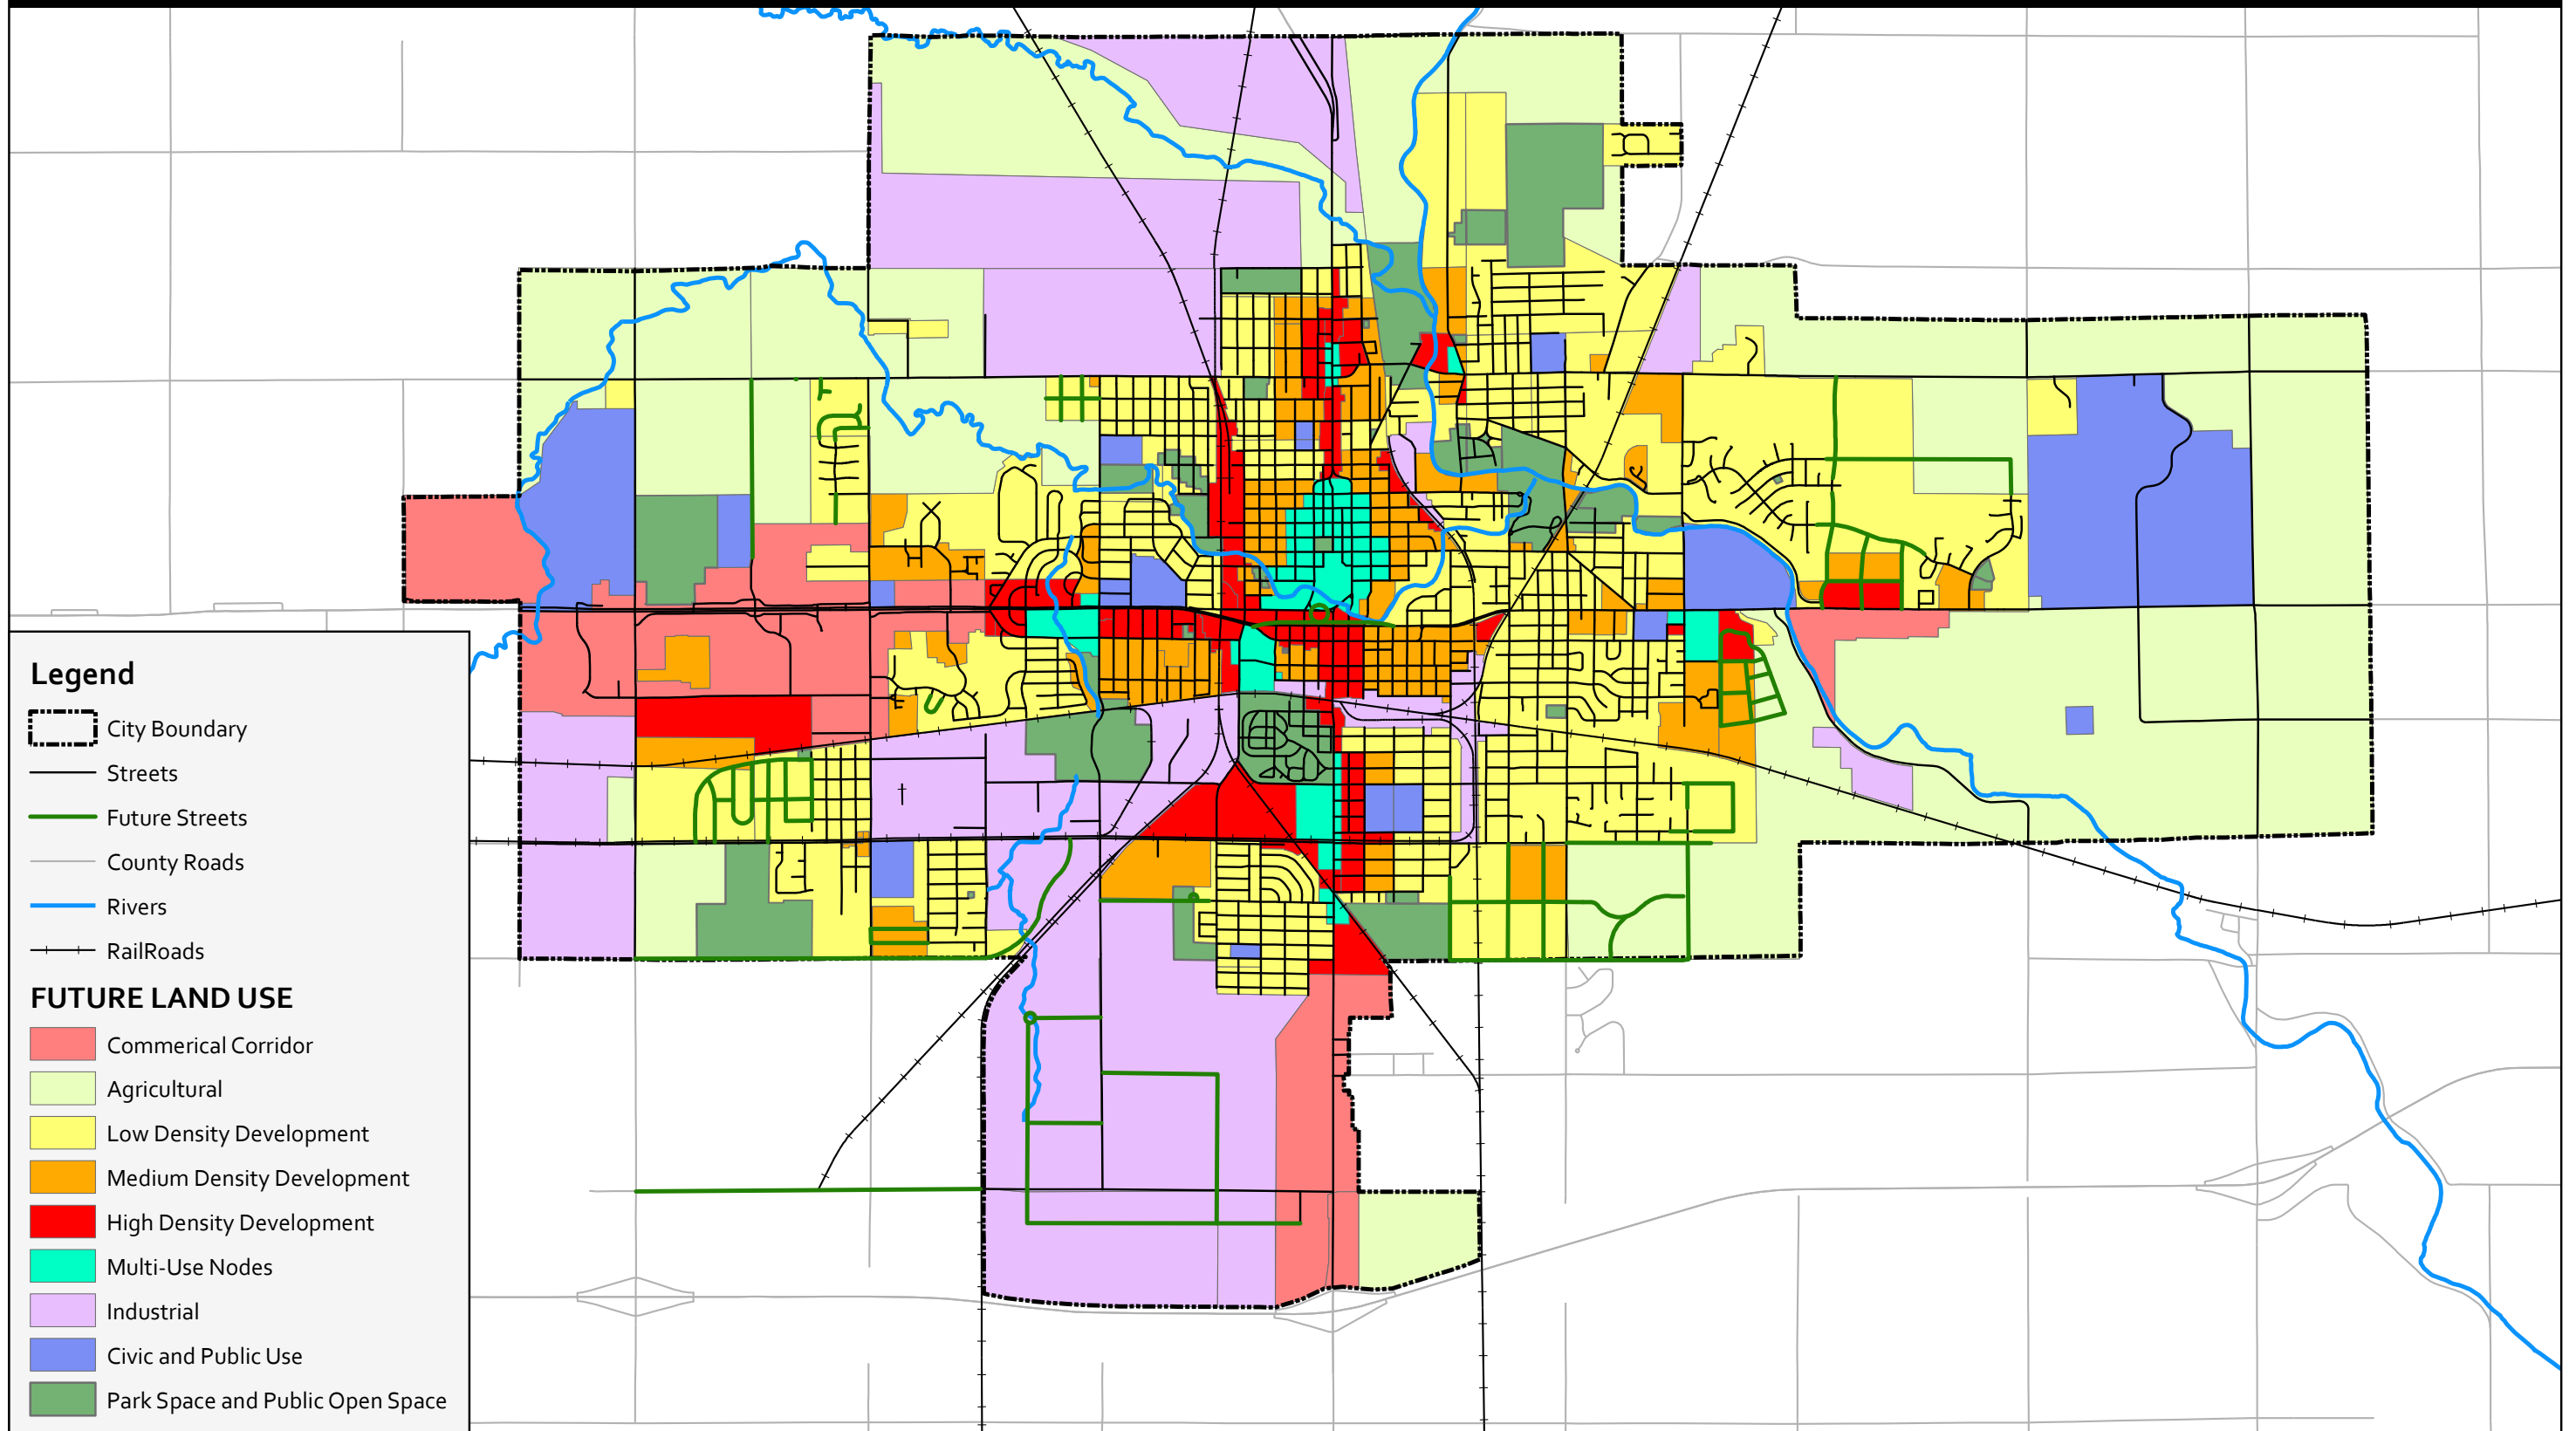 Legend
City Boundary
Streets
Future Streets
County Roads
Rivers
RailRoads
FUTURE LAND USE
Commerical Corridor
Agricultural
Low Density Development
Medium Density Development
High Density Development
Multi-Use Nodes
Industrial
Civic and Public Use
Park Space and Public Open Space